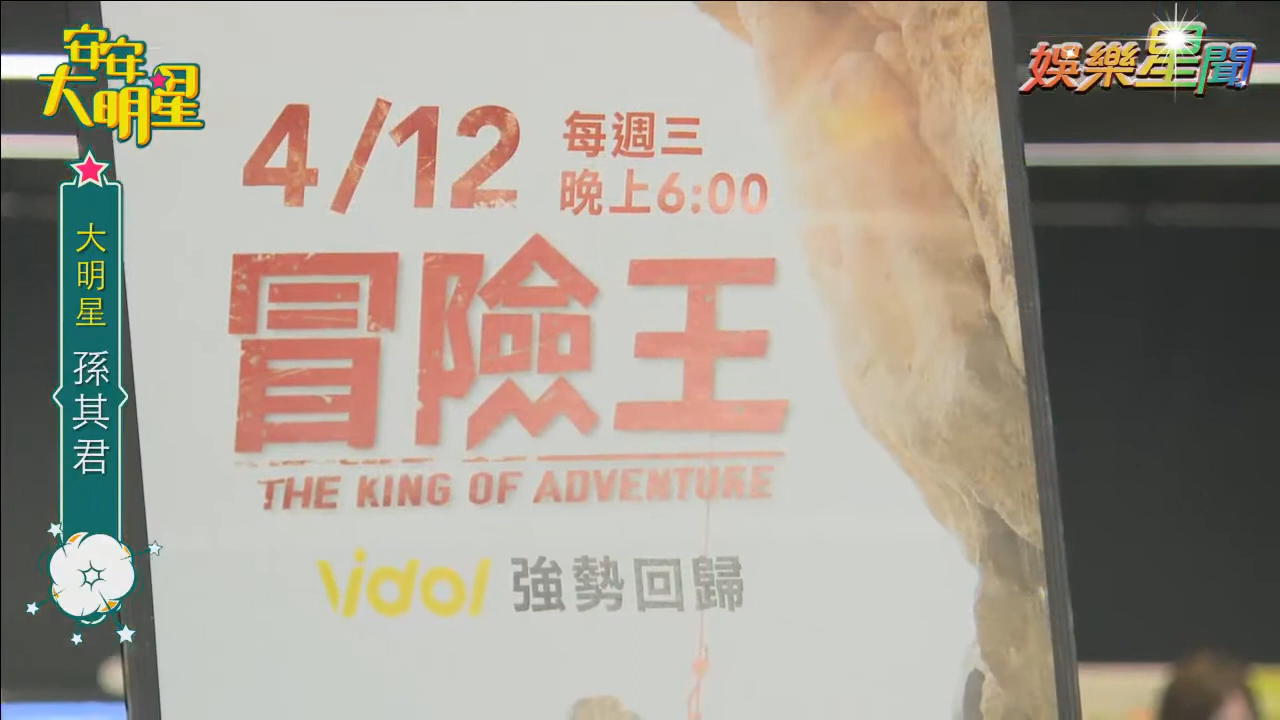 安安
大明星
娛樂星聞
大明星 孫其君
4/12 每週三
晚上6:00
冒險王
THE KING OF ADVENTURE
Vidol 強勢回歸